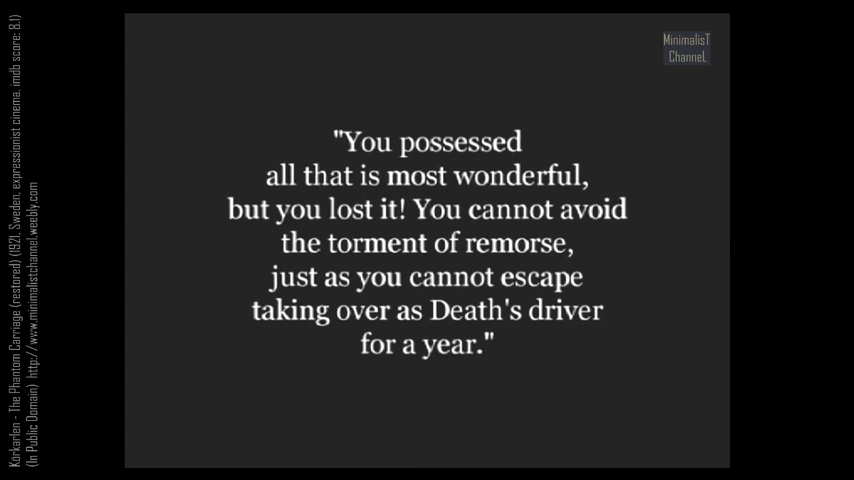 "You possessed
all that is most wonderful,
but you lost it! You cannot avoid
the torment of remorse,
just as you cannot escape
taking over as Death's driver
for a year."
MinimalisT
ChanneL
Körkarlen - The Phantom Carriage (restored) (1921, Sweden, expressionist cinema, imdb score: 8.1)
(In Public Domain) http://www.minimalistchannel.weebly.com